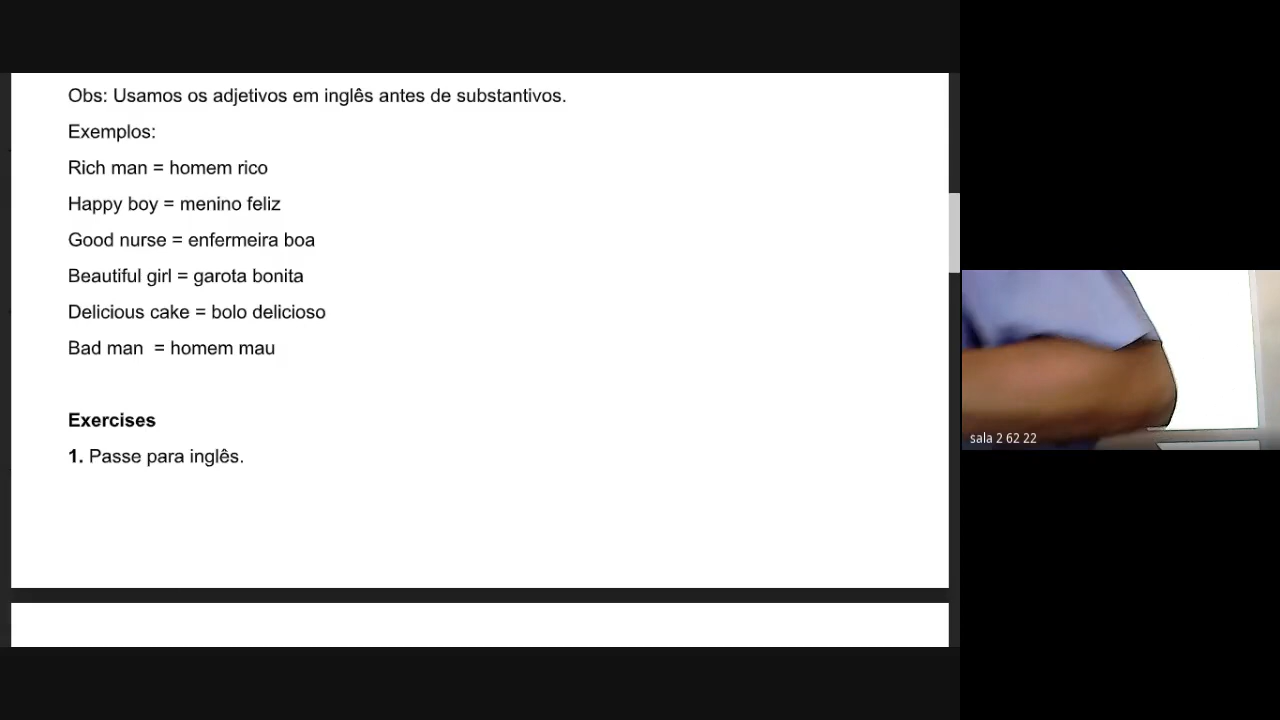 Obs: Usamos os adjetivos em inglês antes de substantivos.
Exemplos:
Rich man = homem rico
Happy boy = menino feliz
Good nurse = enfermeira boa
Beautiful girl = garota bonita
Delicious cake = bolo delicioso
Bad man  = homem mau
Exercises
1. Passe para inglês.
sala 2 62 22